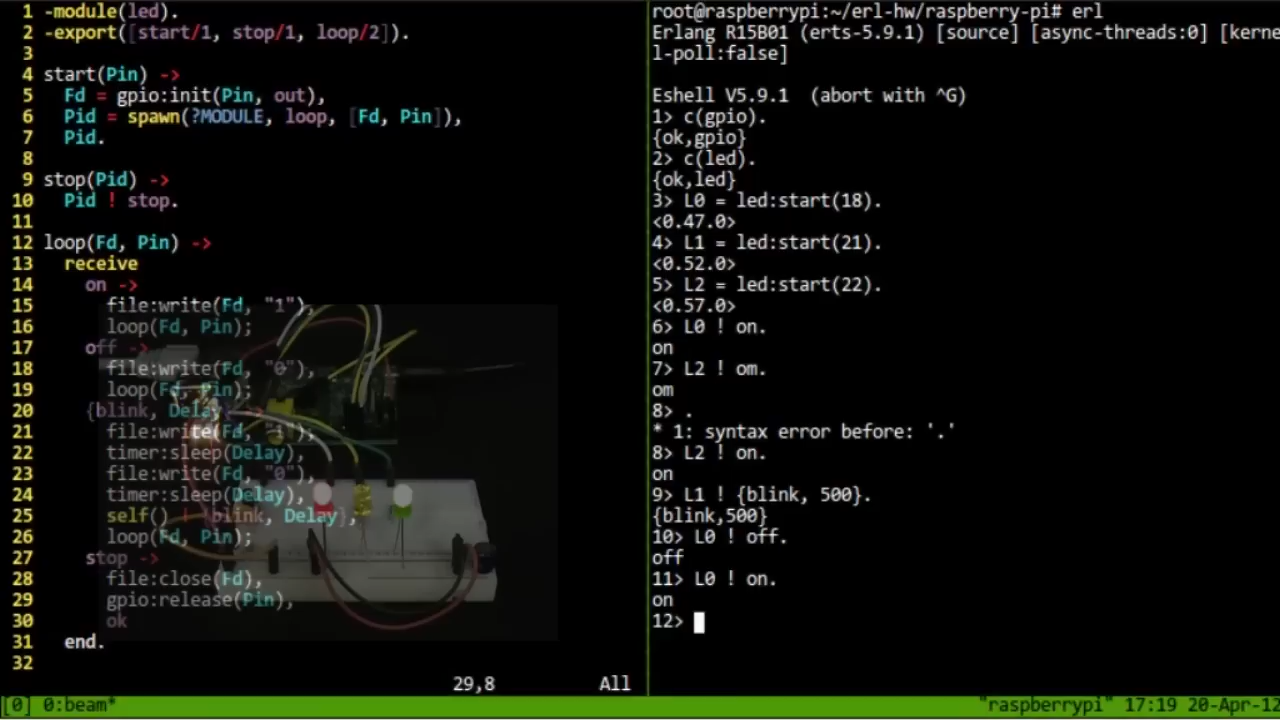 1 -module(led).
2 -export([start/1, stop/1, loop/2]).
3
4 start(Pin) ->
5   Fd = gpio:init(Pin, out),
6   Pid = spawn(?MODULE, loop, [Fd, Pin]),
7   Pid.
8
9 stop(Pid) ->
10   Pid ! stop.
11
12 loop(Fd, Pin) ->
13   receive
14     on ->
15       file:write(Fd, "1"),
16       loop(Fd, Pin);
17     off ->
18       file:write(Fd, "0"),
19       loop(Fd, Pin);
20     {blink, Delay} ->
21       file:write(Fd, "1"),
22       timer:sleep(Delay),
23       file:write(Fd, "0"),
24       timer:sleep(Delay),
25       self() ! {blink, Delay},
26       loop(Fd, Pin);
27     stop ->
28       file:close(Fd),
29       gpio:release(Pin),
30       ok
31   end.
32
29,8 All
root@raspberrypi:~/erl-hw/raspberry-pi# erl
Erlang R15B01 (erts-5.9.1) [source] [async-threads:0] [kerne
l-poll:false]
Eshell V5.9.1  (abort with ^G)
1> c(gpio).
{ok,gpio}
2> c(led).
{ok,led}
3> L0 = led:start(18).
<0.47.0>
4> L1 = led:start(21).
<0.52.0>
5> L2 = led:start(22).
<0.57.0>
6> L0 ! on.
on
7> L2 ! om.
om
8> .
* 1: syntax error before: '.'
8> L2 ! on.
on
9> L1 ! {blink, 500}.
{blink,500}
10> L0 ! off.
off
11> L0 ! on.
on
12>
[0] 0:beam* "raspberrypi" 17:19 20-Apr-12